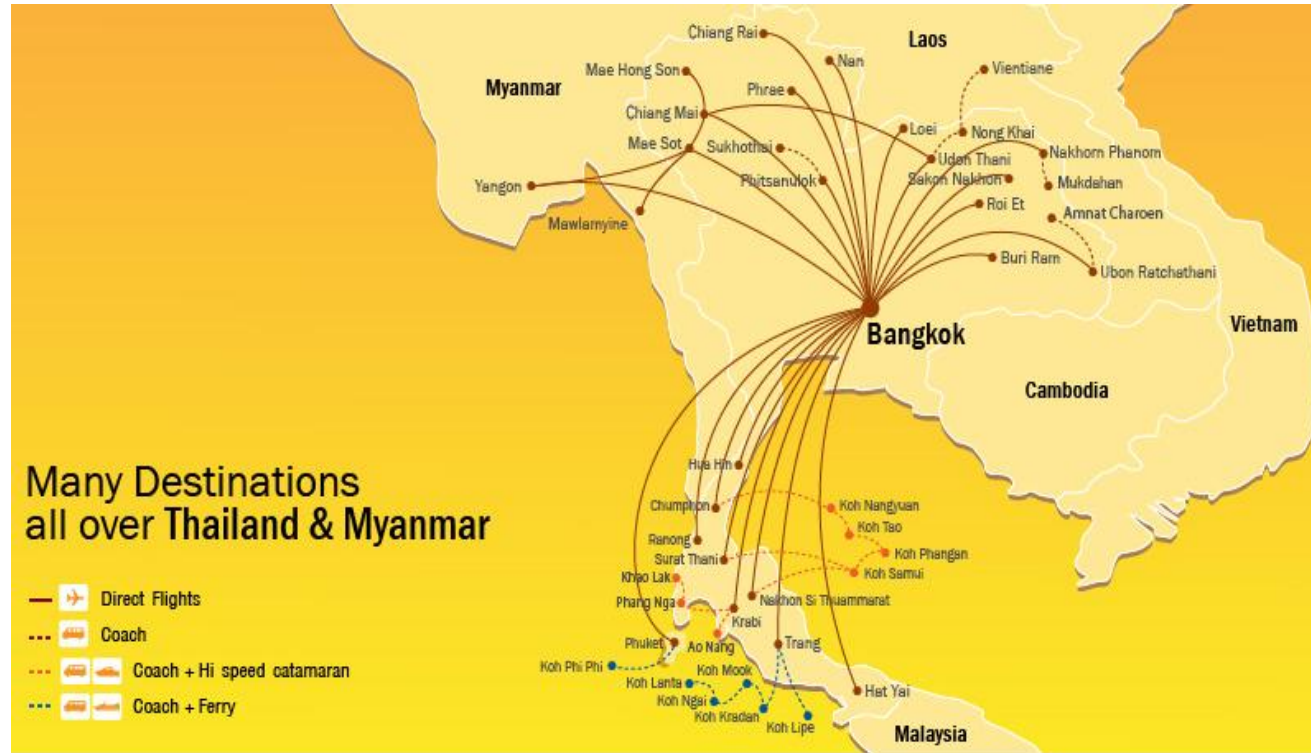 Chiang Rai
Laos
Nan
Vientiane
Mae Hong Son
Myanmar
Phrae
Chiang Mai
Loei
Nong Khai
Mae Sot
Sukhothai
Udon Thani
Nakhorn Phanom
Phitsanulok
Sakon Nakhon
Mukdahan
Yangon
Roi Et
Amnat Charoen
Mawlamyine
Buri Ram
Ubon Ratchathani
Bangkok
Vietnam
Cambodia
Hua Hin
Many Destinations
all over Thailand & Myanmar
Chumphon
Koh Nangyuan
Koh Tao
Ranong
Koh Phangan
Surat Thani
Koh Samui
Khao Lak
Phang Nga
Nakhon Si Thuammarat
Krabi
Direct Flights
Coach
Coach + Hi speed catamaran
Coach + Ferry
Phuket
Ao Nang
Trang
Koh Phi Phi
Koh Mook
Koh Lanta
Koh Ngai
Koh Kradan
Koh Lipe
Hat Yai
Malaysia